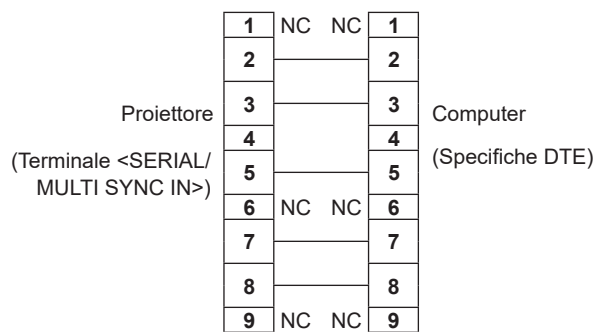 1 NC NC 1
2 2
3 3
Proiettore
Computer
4 4
(Terminale <SERIAL/
MULTI SYNC IN>)
(Specifiche DTE)
5 5
6 NC NC 6
7 7
8 8
9 NC NC 9